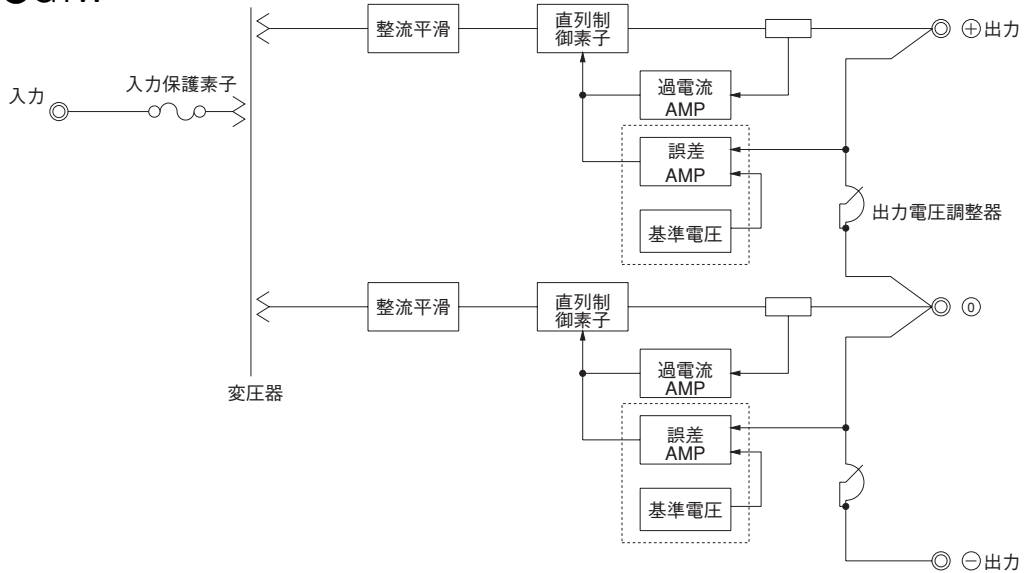 整流平滑
直列制
御素子
⊕出力
入力
入力保護素子
過電流
AMP
誤差
AMP
基準電圧
出力電圧調整器
整流平滑
直列制
御素子
⓪
変圧器
過電流
AMP
誤差
AMP
基準電圧
⊖出力